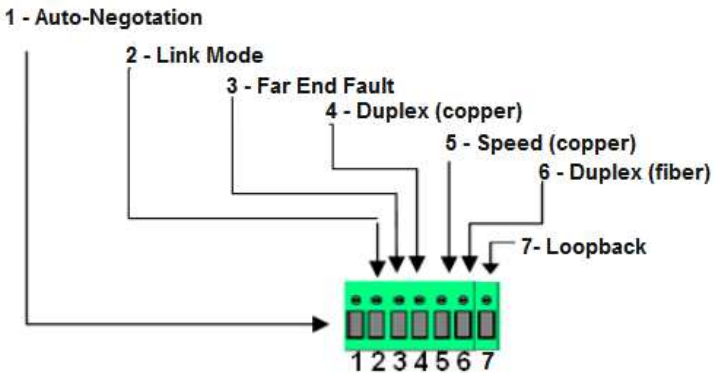 1 - Auto-Negotation
2 - Link Mode
3 - Far End Fault
4 - Duplex (copper)
5 - Speed (copper)
6 - Duplex (fiber)
7- Loopback
1 2 3 4 5 6 7